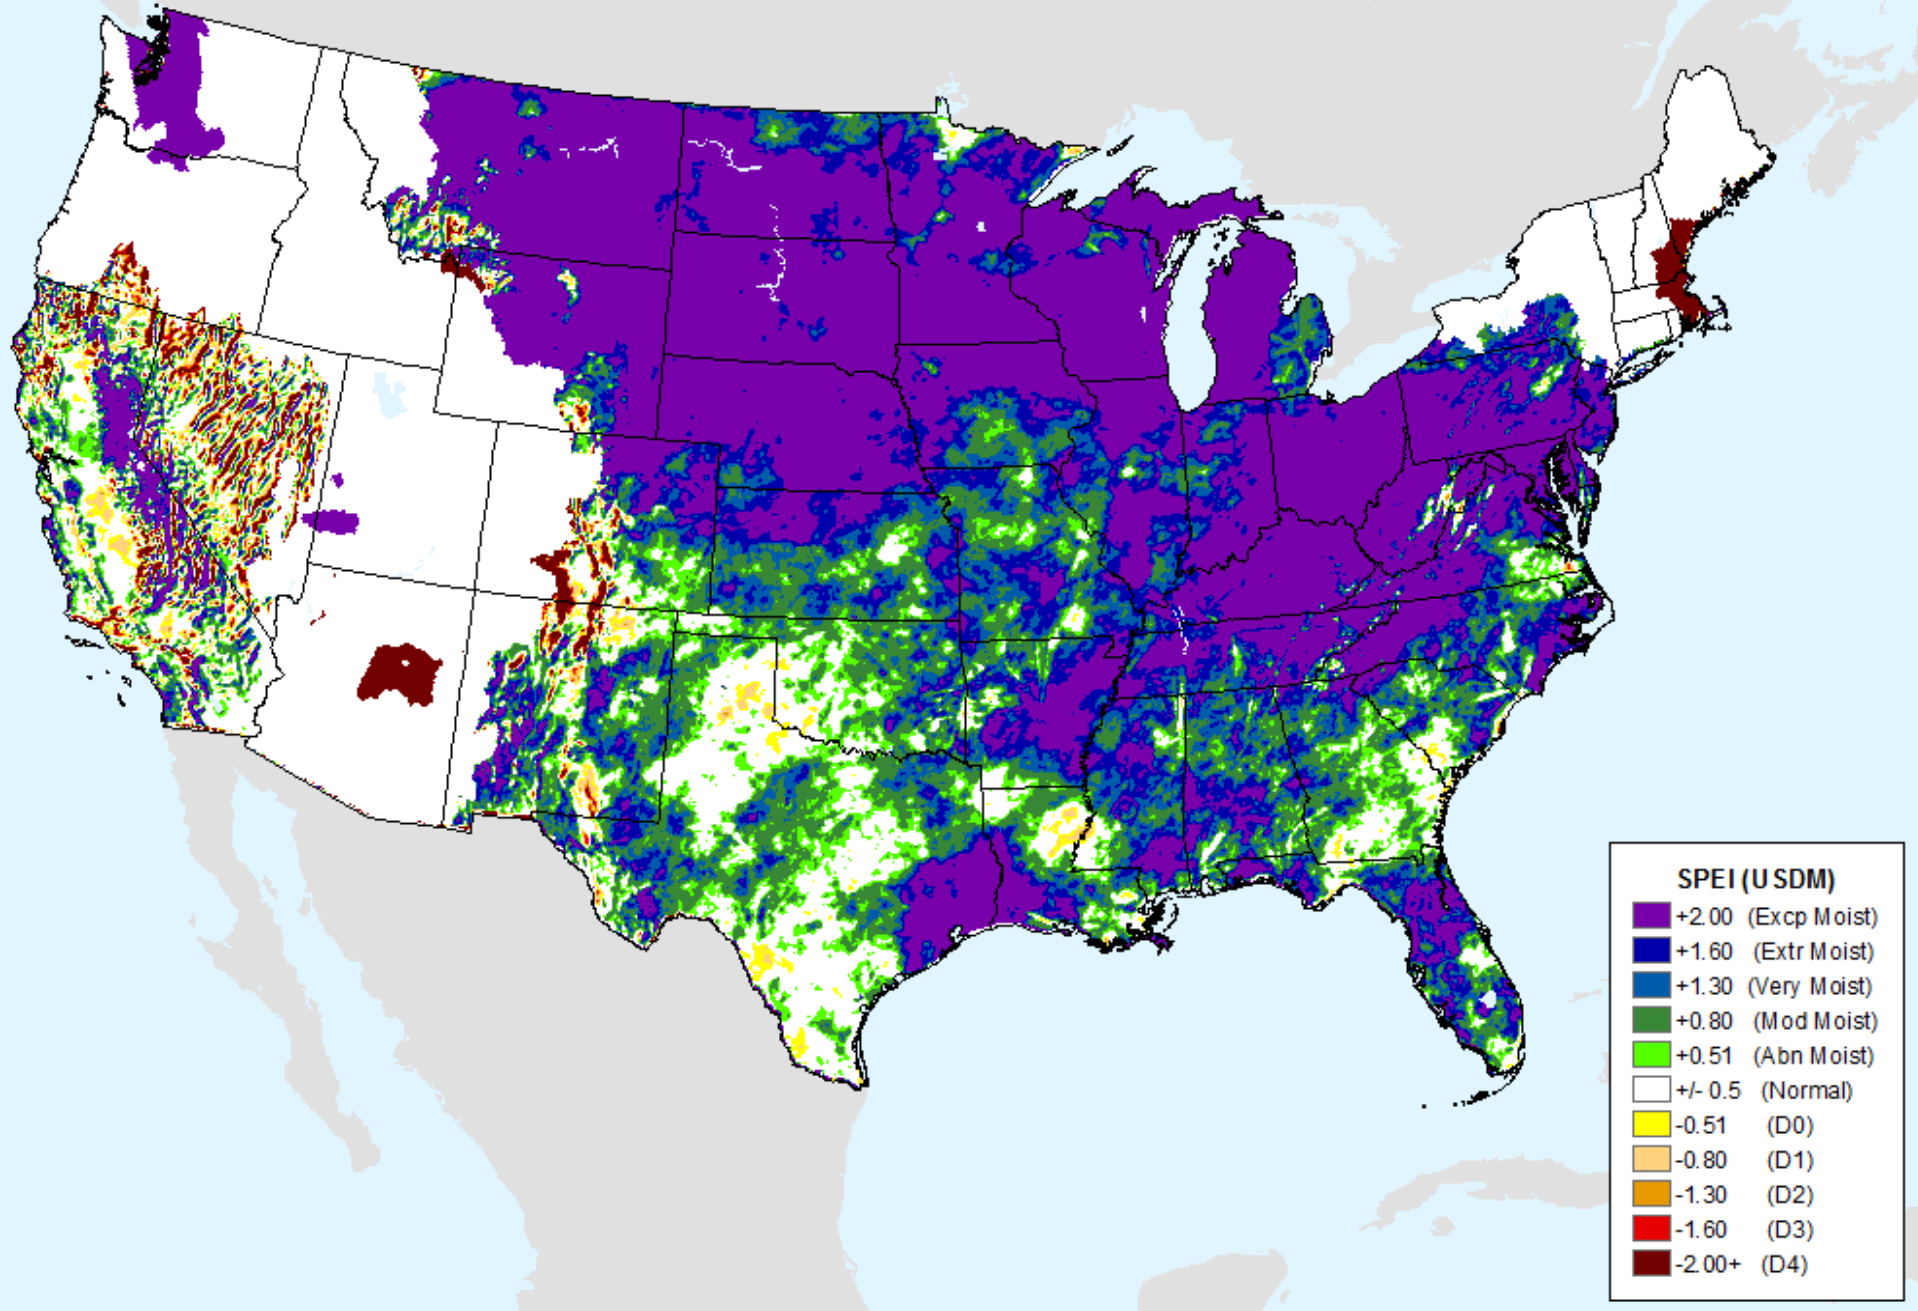 SPEI (USDM)
+2.00 (Excp Moist)
+1.60 (Extr Moist)
+1.30 (Very Moist)
+0.80 (Mod Moist)
+0.51 (Abn Moist)
+/- 0.5 (Normal)
-0.51 (D0)
-0.80 (D1)
-1.30 (D2)
-1.60 (D3)
-2.00+ (D4)